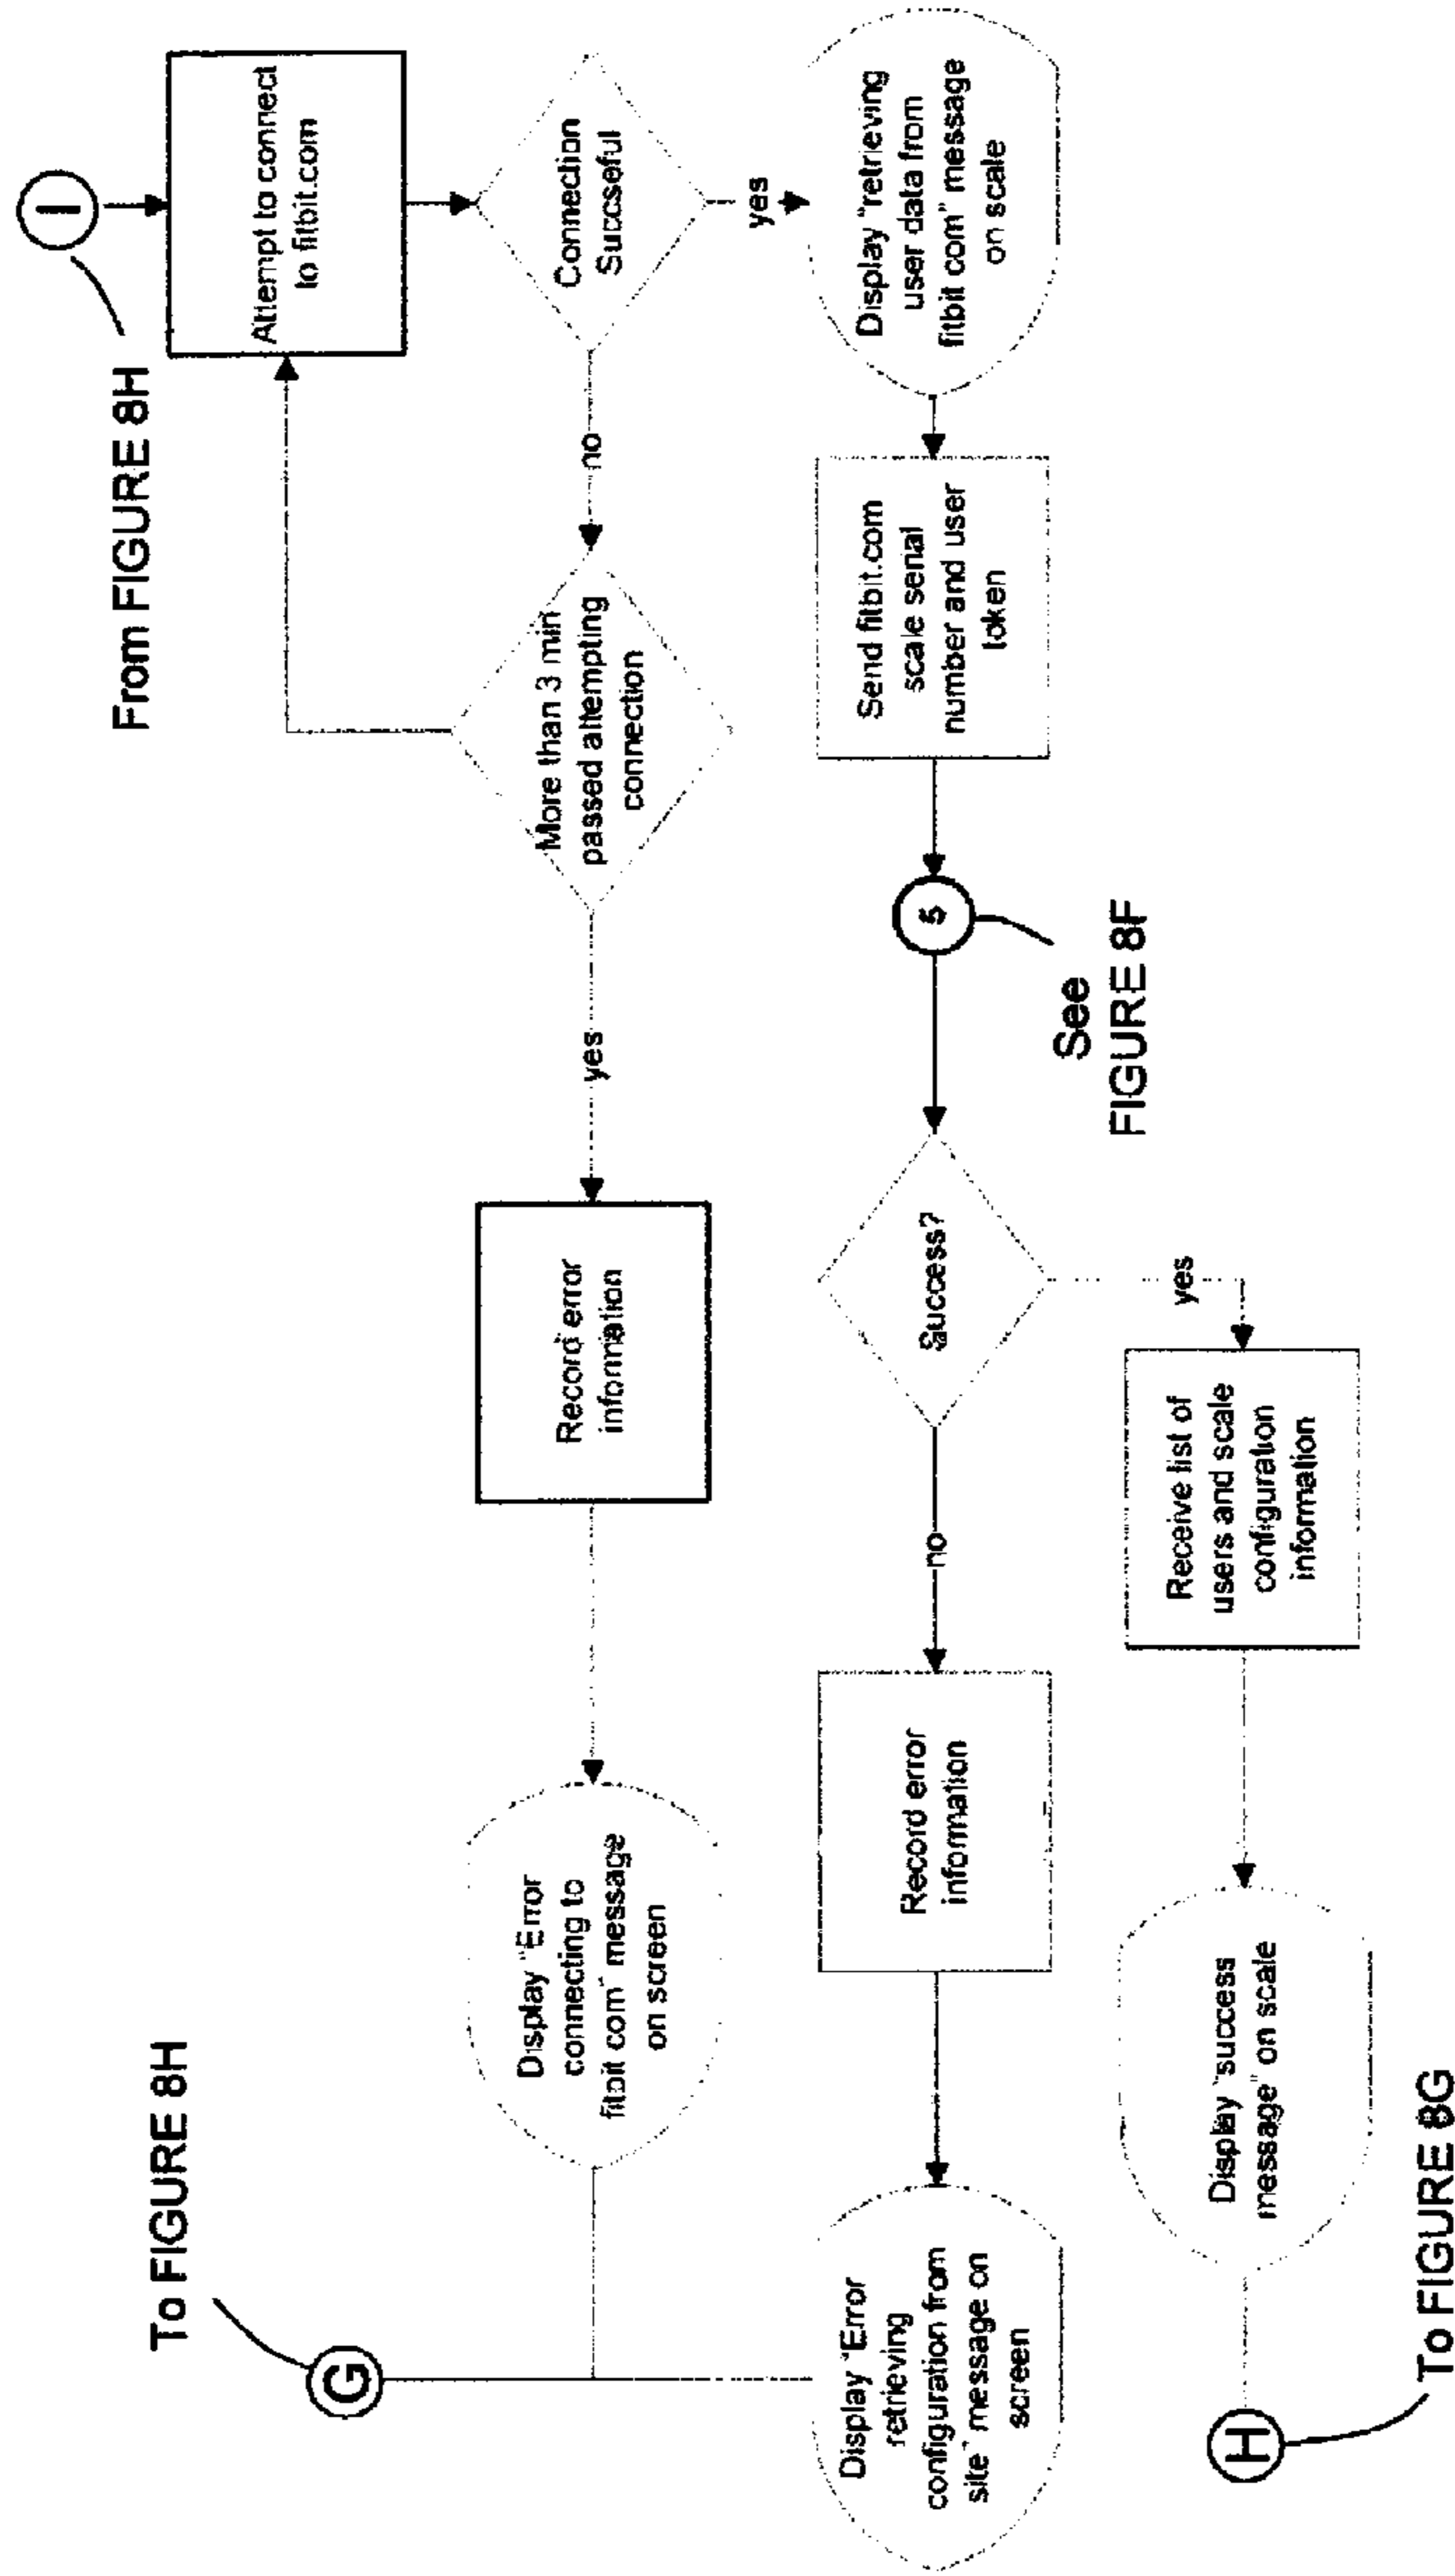 From FIGURE 8H
I
Attempt to connect
to fitbit.com
Connection
Succseful
no
yes
More than 3 min
passed attempting
connection
yes
Record error
information
Display "Error
connecting to
fitbit com" message
on screen
To FIGURE 8H
G
Display "retrieving
user data from
fitbit com" message
on scale
Send fitbit.com
scale serial
number and user
token
5
See
FIGURE 8F
Success?
no
yes
Record error
information
Display "Error
retrieving
configuration from
site" message on
screen
Receive list of
users and scale
configuration
information
Display "success
message" on scale
H
To FIGURE 8G